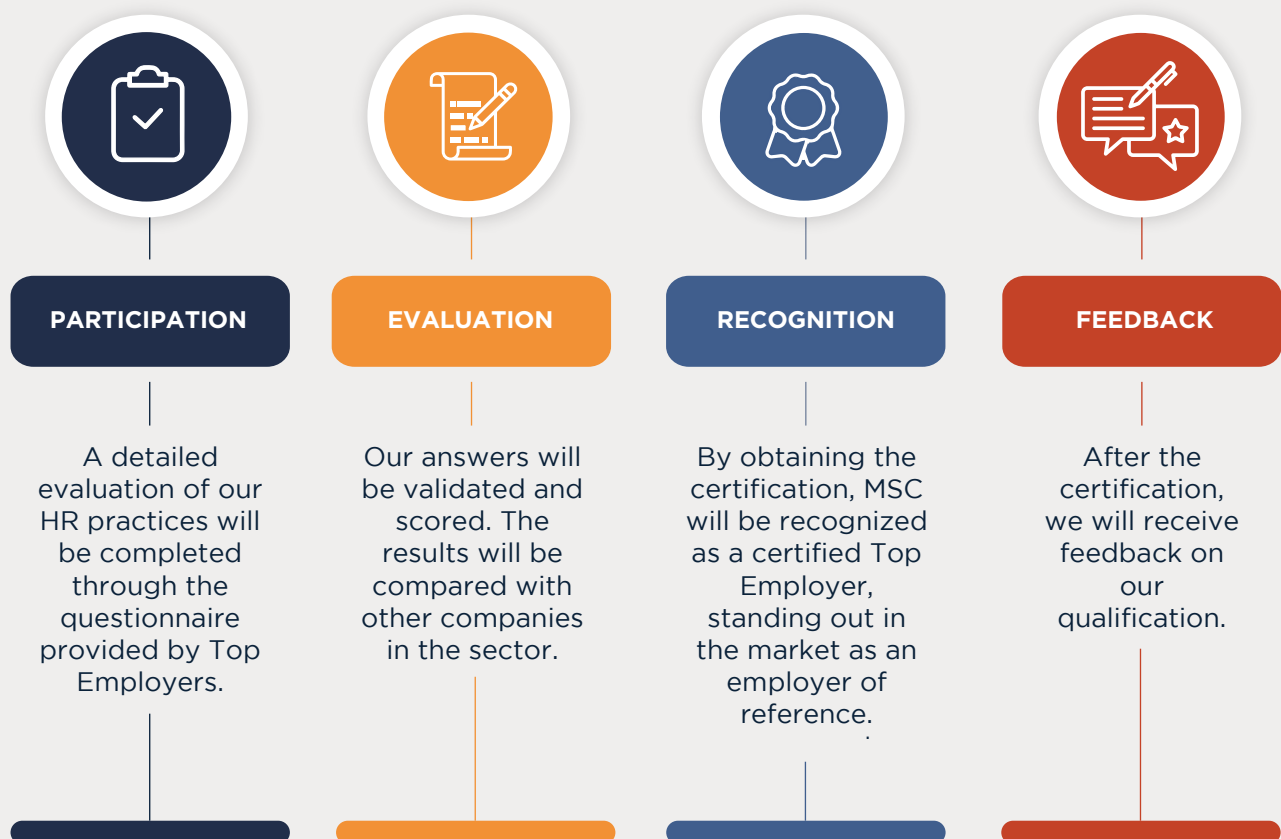 PARTICIPATION
A detailed
evaluation of our
HR practices will
be completed
through the
questionnaire
provided by Top
Employers.
EVALUATION
Our answers will
be validated and
scored. The
results will be
compared with
other companies
in the sector.
RECOGNITION
By obtaining the
certification, MSC
will be recognized
as a certified Top
Employer,
standing out in
the market as an
employer of
reference.
.
FEEDBACK
After the
certification,
we will receive
feedback on
our
qualification.